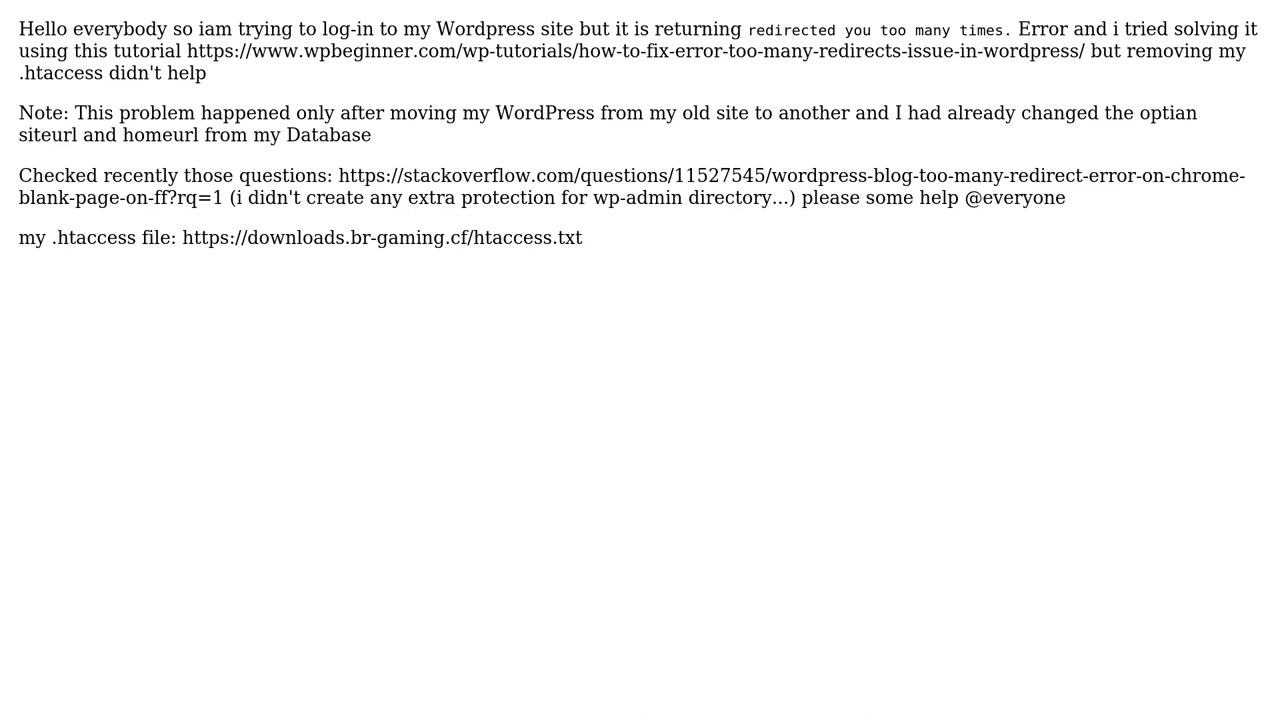 Hello everybody so iam trying to log-in to my Wordpress site but it is returning redirected you too many times. Error and i tried solving it
using this tutorial https://www.wpbeginner.com/wp-tutorials/how-to-fix-error-too-many-redirects-issue-in-wordpress/ but removing my
.htaccess didn't help
Note: This problem happened only after moving my WordPress from my old site to another and I had already changed the optian
siteurl and homeurl from my Database
Checked recently those questions: https://stackoverflow.com/questions/11527545/wordpress-blog-too-many-redirect-error-on-chrome-
blank-page-on-ff?rq=1 (i didn't create any extra protection for wp-admin directory...) please some help @everyone
my .htaccess file: https://downloads.br-gaming.cf/htaccess.txt